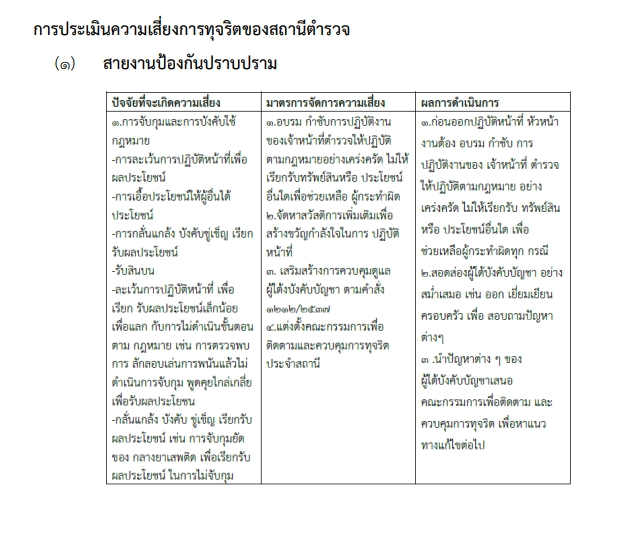 การประเมินความเสี่ยงการทุจริตของสถานีตำรวจ
(๑) สายงานป้องกันปราบปราม
ปัจจัยที่จะเกิดความเสี่ยง
๑.การจับกุมและการบังคับใช้
กฎหมาย
-การละเว้นการปฏิบัติหน้าที่เพื่อ
ผลประโยชน์
-การเอื้อประโยชน์ให้ผู้อื่นได้
ประโยชน์
-การกลั่นแกล้ง บังคับขู่เข็ญ เรียก
รับผลประโยชน์
-รับสินบน
-ละเว้นการปฏิบัติหน้าที่ เพื่อ
เรียก รับผลประโยชน์เล็กน้อย
เพื่อแลก กับการไม่ดำเนินขั้นตอน
ตาม กฎหมาย เช่น การตรวจพบ
การ ลักลอบเล่นการพนันแล้วไม่
ดำเนินการจับกุม พูดคุยไกล่เกลี่ย
เพื่อรับผลประโยชน
-กลั่นแกล้ง บังคับ ขู่เข็ญ เรียกรับ
ผลประโยชน์ เช่น การจับกุมยัด
ของ กลางยาเสพติด เพื่อเรียกรับ
ผลประโยชน์ ในการไม่จับกุม
มาตรการจัดการความเสี่ยง
๑.อบรม กำชับการปฏิบัติงาน
ของเจ้าหน้าที่ตำรวจให้ปฏิบัติ
ตามกฎหมายอย่างเคร่งครัด ไม่ให้
เรียกรับทรัพย์สินหรือ ประโยชน์
อื่นใดเพื่อช่วยเหลือ ผู้กระทำผิด
๒.จัดหาสวัสดิการเพิ่มเติมเพื่อ
สร้างขวัญกำลังใจในการ ปฏิบัติ
หน้าที่
๓. เสริมสร้างการควบคุมดูแล
ผู้ใต้บังคับบัญชา ตามคำสั่ง
๑๒๑๒/๒๕๓๗
๔.แต่งตั้งคณะกรรมการเพื่อ
ติดตามและควบคุมการทุจริต
ประจำสถานี
ผลการดำเนินการ
๑.ก่อนออกปฏิบัติหน้าที่ หัวหน้า
งานต้อง อบรม กำชับ การ
ปฏิบัติงานของ เจ้าหน้าที่ ตำรวจ
ให้ปฏิบัติตามกฎหมาย อย่าง
เคร่งครัด ไม่ให้เรียกรับ ทรัพย์สิน
หรือ ประโยชน์อื่นใด เพื่อ
ช่วยเหลือผู้กระทำผิดทุก กรณี
๒.สอดส่องผู้ใต้บังคับบัญชา อย่าง
สม่ำเสมอ เช่น ออก เยี่ยมเยียน
ครอบครัว เพื่อ สอบถามปัญหา
ต่างๆ
๓ .นำปัญหาต่าง ๆ ของ
ผู้ใต้บังคับบัญชาเสนอ
คณะกรรมการเพื่อติดตาม และ
ควบคุมการทุจริต เพื่อหาแนว
ทางแก้ไขต่อไป